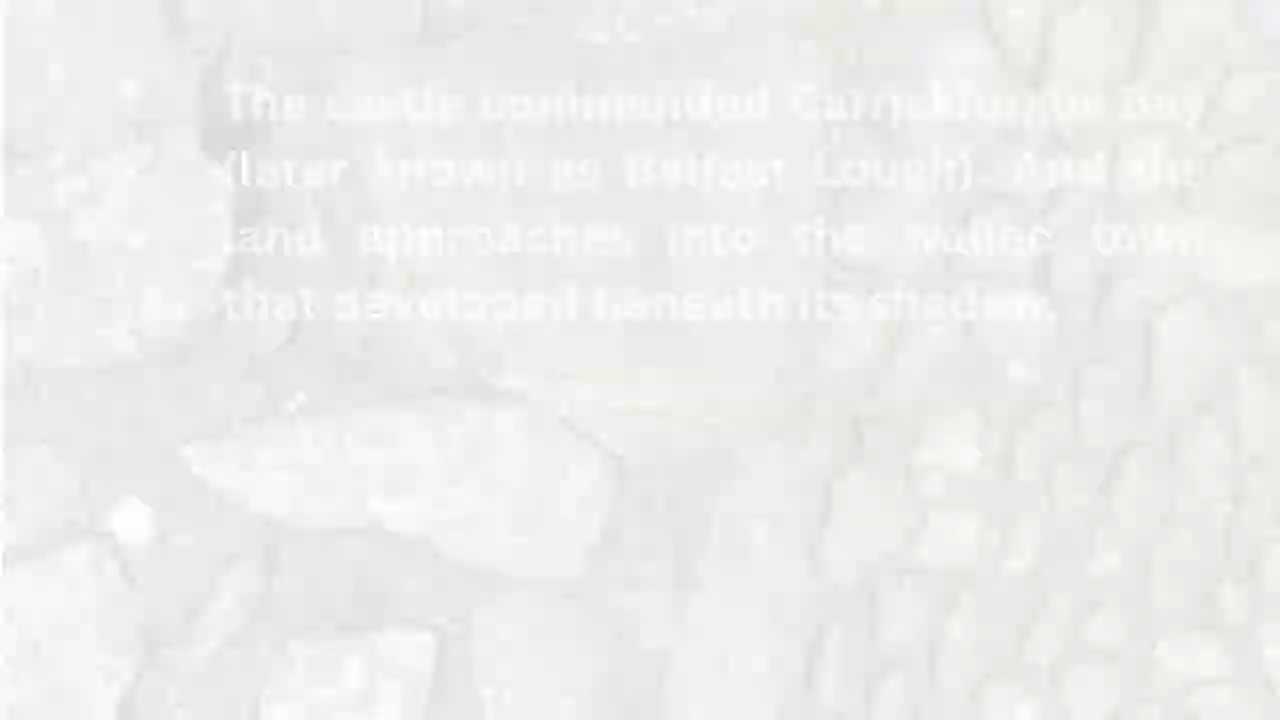 The castle commanded Carrickfergus Bay
(later known as Belfast Lough). And the
land approaches into the walled town
that developed beneath its shadow.